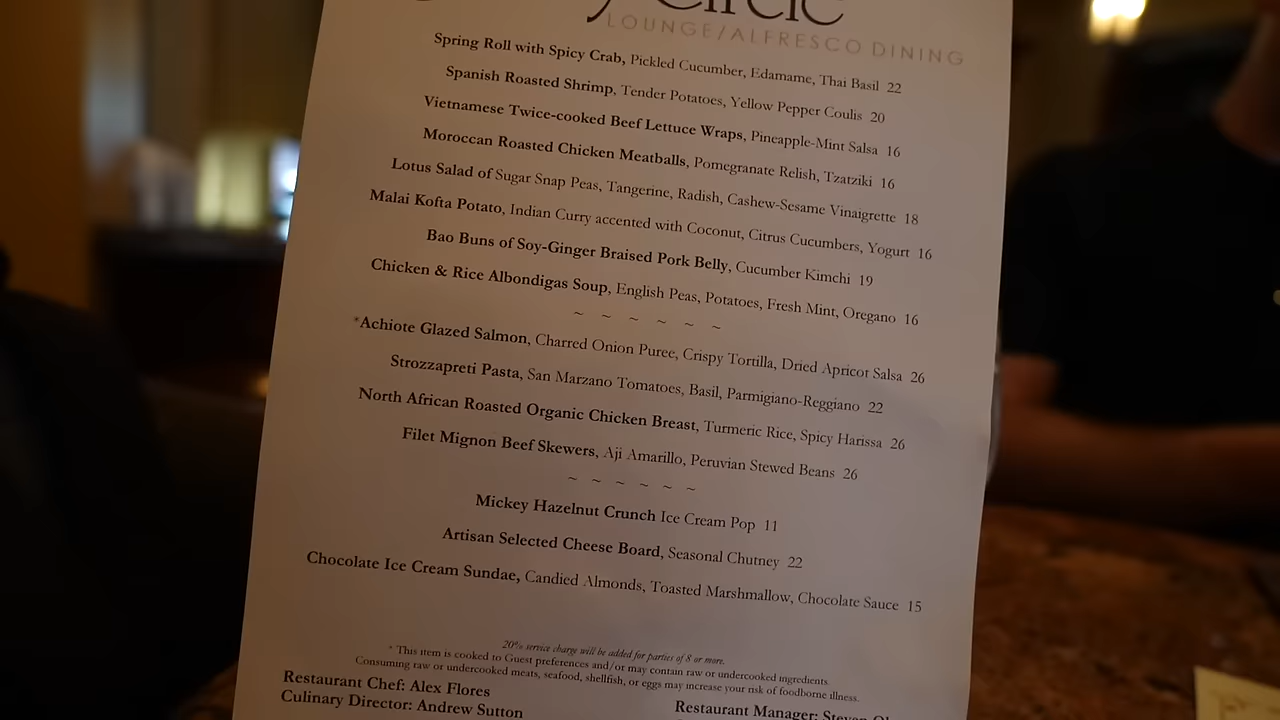 Circle
LOUNGE/ALFRESCO DINING
Spring Roll with Spicy Crab, Pickled Cucumber, Edamame, Thai Basil 22
Spanish Roasted Shrimp, Tender Potatoes, Yellow Pepper Coulis 20
Vietnamese Twice-cooked Beef Lettuce Wraps, Pineapple-Mint Salsa 16
Moroccan Roasted Chicken Meatballs, Pomegranate Relish, Tzatziki 16
Lotus Salad of Sugar Snap Peas, Tangerine, Radish, Cashew-Sesame Vinaigrette 18
Malai Kofta Potato, Indian Curry accented with Coconut, Citrus Cucumbers, Yogurt 16
Bao Buns of Soy-Ginger Braised Pork Belly, Cucumber Kimchi 19
Chicken & Rice Albondigas Soup, English Peas, Potatoes, Fresh Mint, Oregano 16
~ ~ ~ ~ ~ ~
*Achiote Glazed Salmon, Charred Onion Puree, Crispy Tortilla, Dried Apricot Salsa 26
Strozzapreti Pasta, San Marzano Tomatoes, Basil, Parmigiano-Reggiano 22
North African Roasted Organic Chicken Breast, Turmeric Rice, Spicy Harissa 26
Filet Mignon Beef Skewers, Aji Amarillo, Peruvian Stewed Beans 26
~ ~ ~ ~ ~
Mickey Hazelnut Crunch Ice Cream Pop 11
Artisan Selected Cheese Board, Seasonal Chutney 22
Chocolate Ice Cream Sundae, Candied Almonds, Toasted Marshmallow, Chocolate Sauce 15
20% service charge will be added for parties of 8 or more.
* This item is cooked to Guest preferences and/or may contain raw or undercooked ingredients.
Consuming raw or undercooked meats, seafood, shellfish, or eggs may increase your risk of foodborne illness.
Restaurant Chef: Alex Flores
Restaurant Manager: Steven
Culinary Director: Andrew Sutton